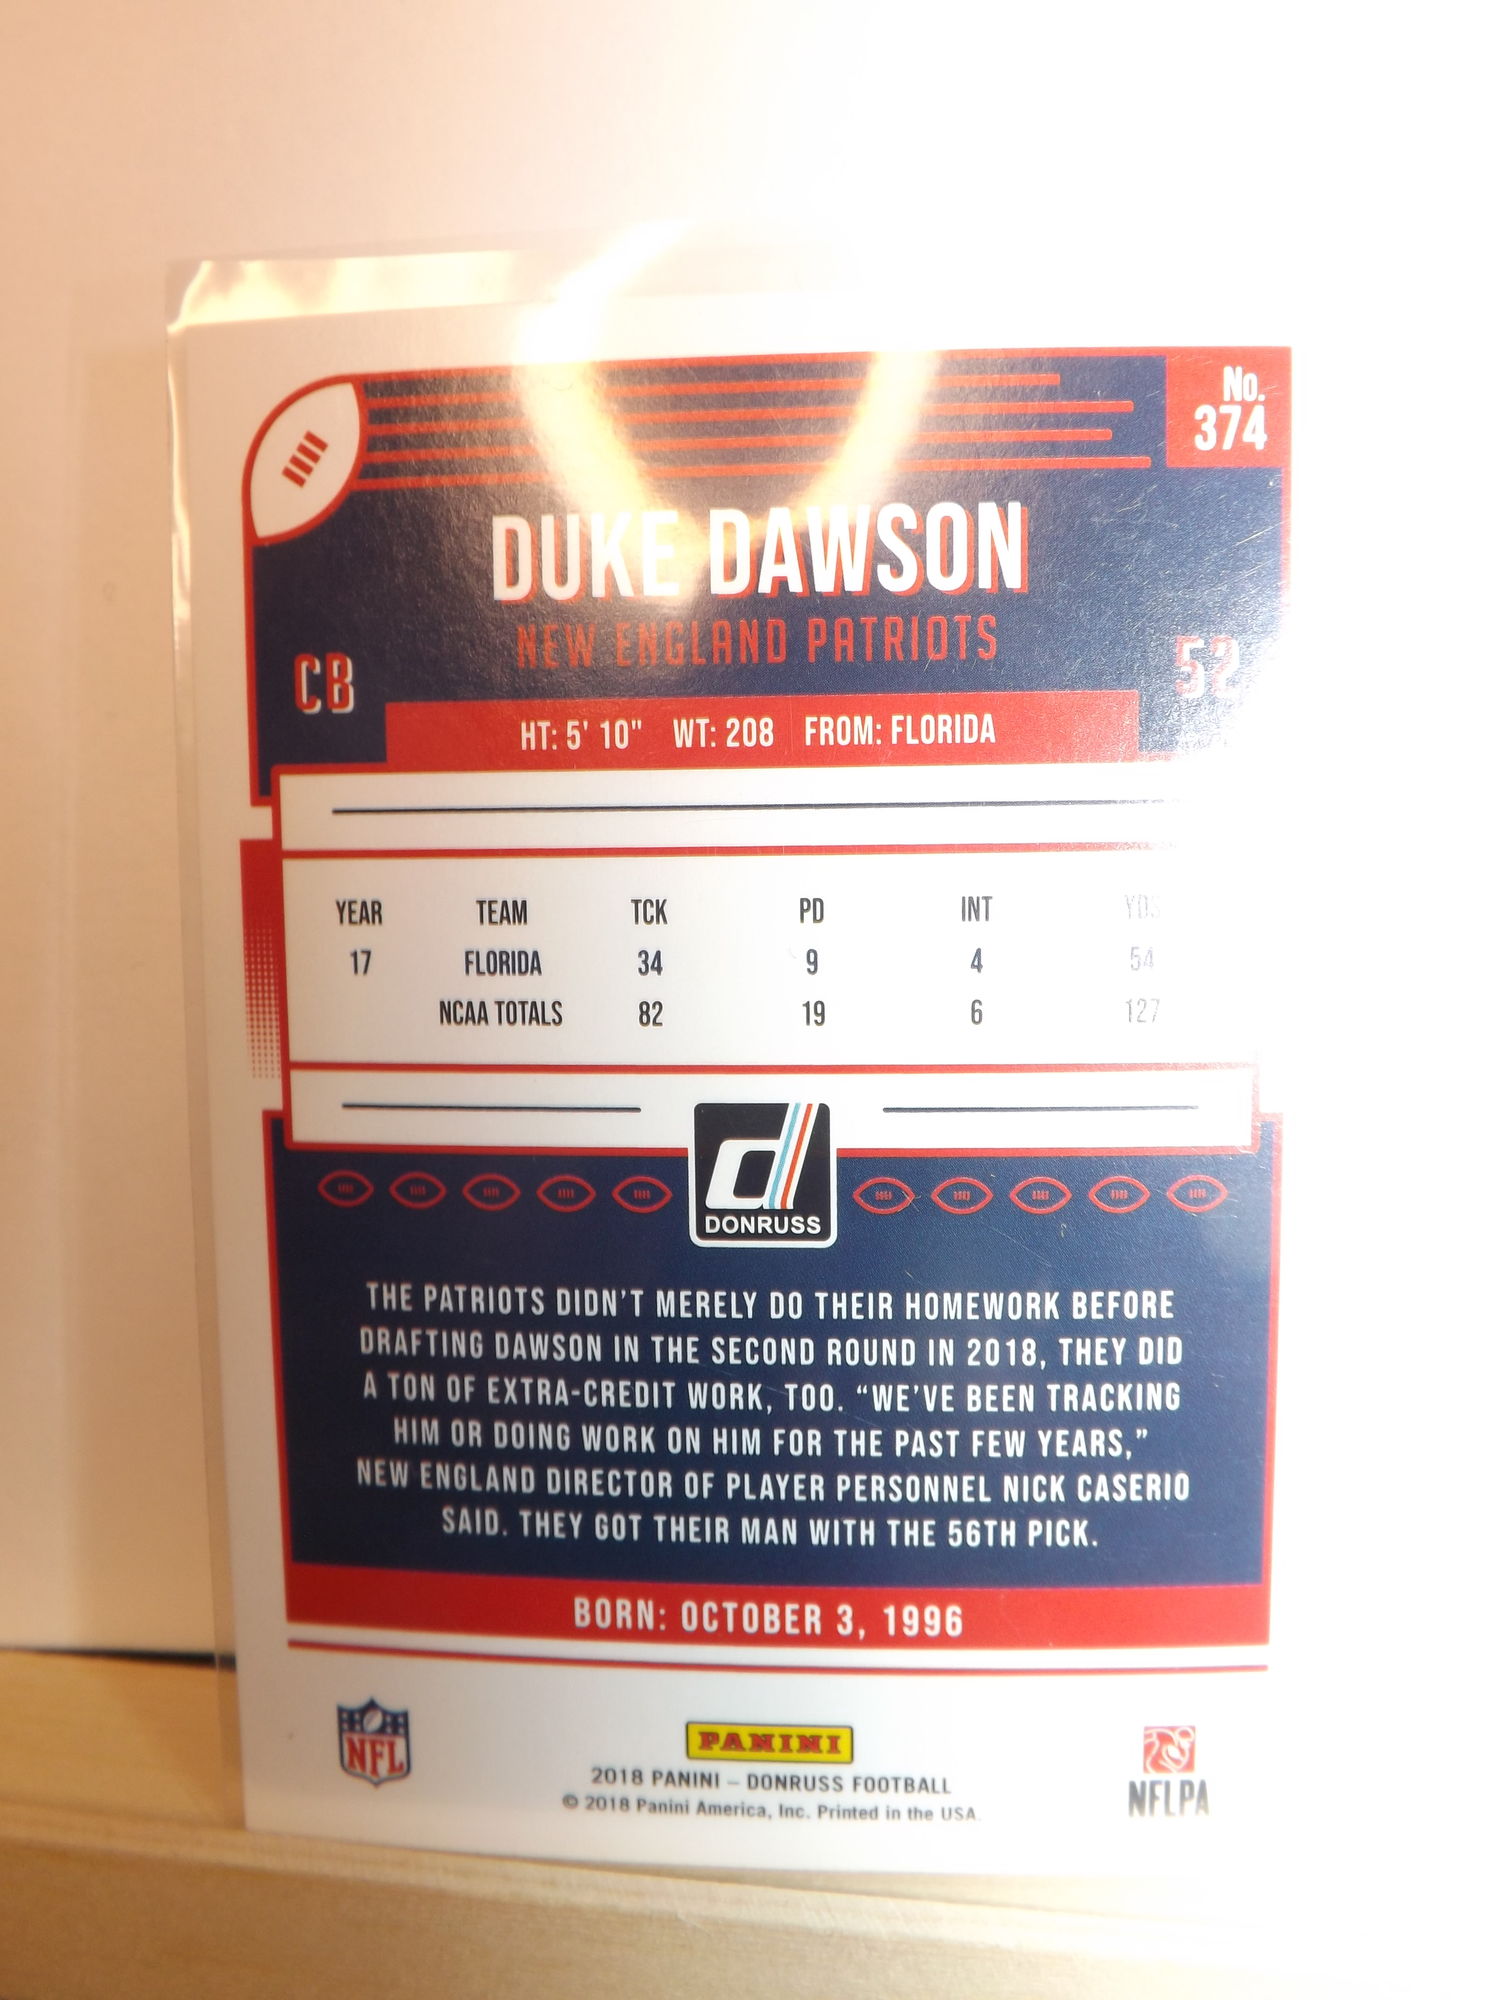 No.
374
DUKE DAWSON
NEW ENGLAND PATRIOTS
CB
52
HT: 5' 10" WT: 208 FROM: FLORIDA
YEAR TEAM TCK PD INT YDS
17 FLORIDA 34 9 4 54
NCAA TOTALS 82 19 6 127
d
DONRUSS
THE PATRIOTS DIDN'T MERELY DO THEIR HOMEWORK BEFORE
DRAFTING DAWSON IN THE SECOND ROUND IN 2018, THEY DID
A TON OF EXTRA-CREDIT WORK, TOO. “WE'VE BEEN TRACKING
HIM OR DOING WORK ON HIM FOR THE PAST FEW YEARS,”
NEW ENGLAND DIRECTOR OF PLAYER PERSONNEL NICK CASERIO
SAID. THEY GOT THEIR MAN WITH THE 56TH PICK.
BORN: OCTOBER 3, 1996
NFL
PANINI
2018 PANINI – DONRUSS FOOTBALL
© 2018 Panini America, Inc. Printed in the USA.
NFLPA